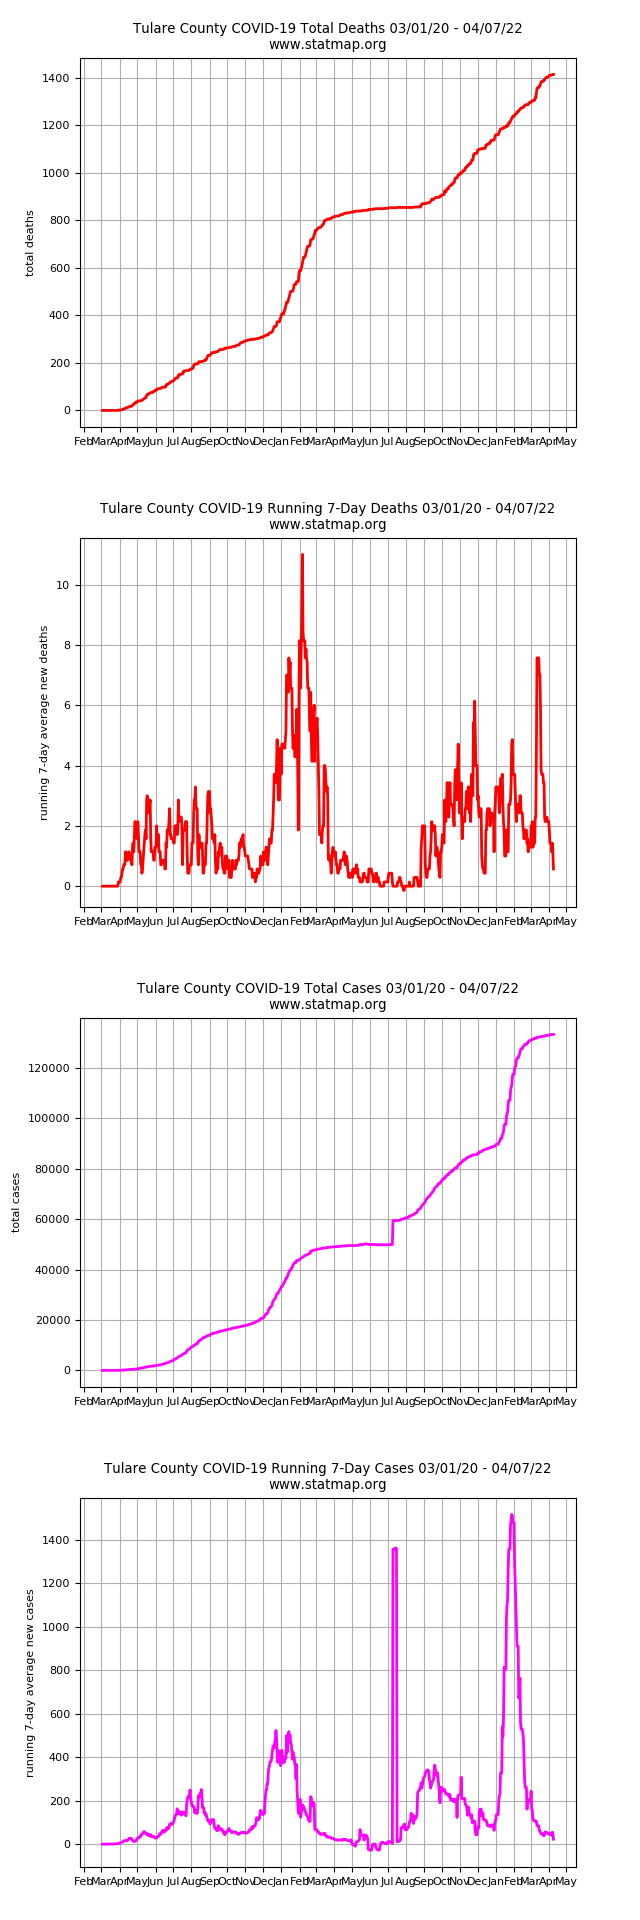 Tulare County COVID-19 Total Deaths 03/01/20 - 04/07/22
www.statmap.org
1400
1200
1000
800
600
400
200
0
total deaths
Feb Mar Apr May Jun Jul Aug Sep Oct Nov Dec Jan Feb Mar Apr May Jun Jul Aug Sep Oct Nov Dec Jan Feb Mar Apr May
Tulare County COVID-19 Running 7-Day Deaths 03/01/20 - 04/07/22
www.statmap.org
10
8
6
4
2
0
running 7-day average new deaths
Feb Mar Apr May Jun Jul Aug Sep Oct Nov Dec Jan Feb Mar Apr May Jun Jul Aug Sep Oct Nov Dec Jan Feb Mar Apr May
Tulare County COVID-19 Total Cases 03/01/20 - 04/07/22
www.statmap.org
120000
100000
80000
60000
40000
20000
0
total cases
Feb Mar Apr May Jun Jul Aug Sep Oct Nov Dec Jan Feb Mar Apr May Jun Jul Aug Sep Oct Nov Dec Jan Feb Mar Apr May
Tulare County COVID-19 Running 7-Day Cases 03/01/20 - 04/07/22
www.statmap.org
1400
1200
1000
800
600
400
200
0
running 7-day average new cases
Feb Mar Apr May Jun Jul Aug Sep Oct Nov Dec Jan Feb Mar Apr May Jun Jul Aug Sep Oct Nov Dec Jan Feb Mar Apr May